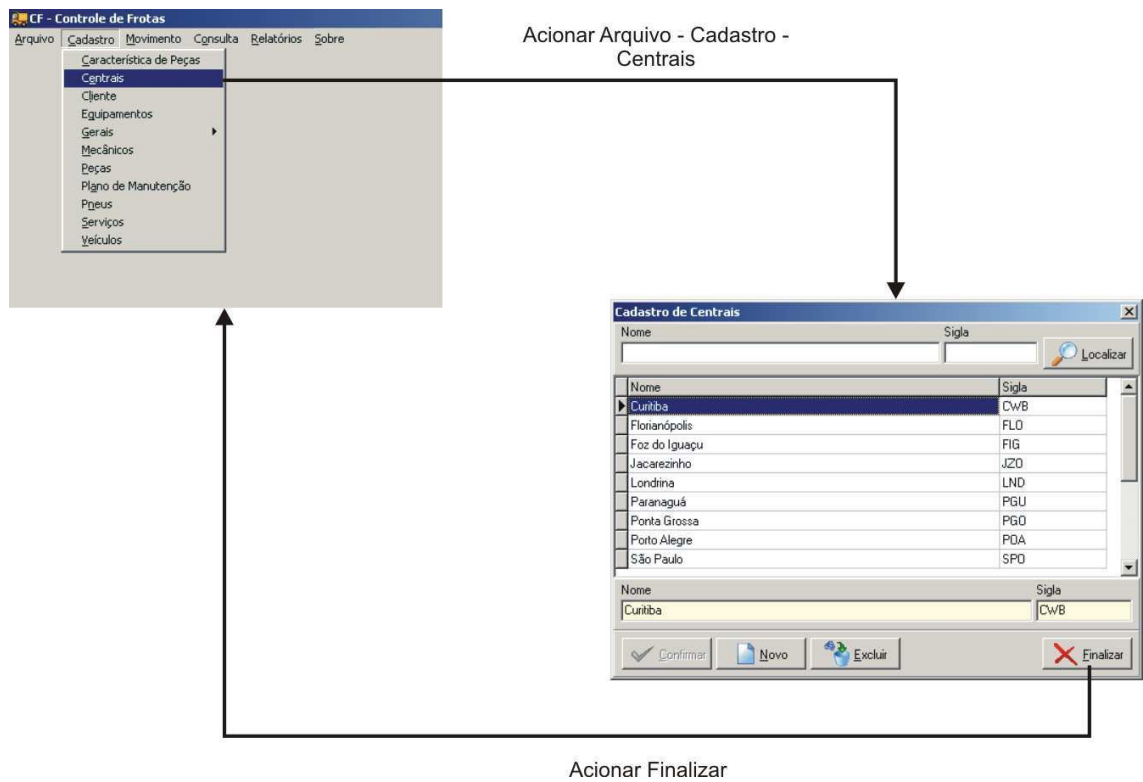 CF - Controle de Frotas
Arquivo Cadastro Movimento Consulta Relatórios Sobre
Característica de Peças
Centrais
Cliente
Equipamentos
Gerais
Mecânicos
Peças
Plano de Manutenção
Pneus
Serviços
Veículos
Acionar Arquivo - Cadastro -
Centrais
Cadastro de Centrais
Nome Sigla
Localizar
Nome Sigla
Curitiba CWB
Florianópolis FLO
Foz do Iguaçu FIG
Jacarezinho JZO
Londrina LND
Paranaguá PGU
Ponta Grossa PGO
Porto Alegre POA
São Paulo SPO
Nome Sigla
Curitiba CWB
Confirmar Novo Excluir Finalizar
Acionar Finalizar